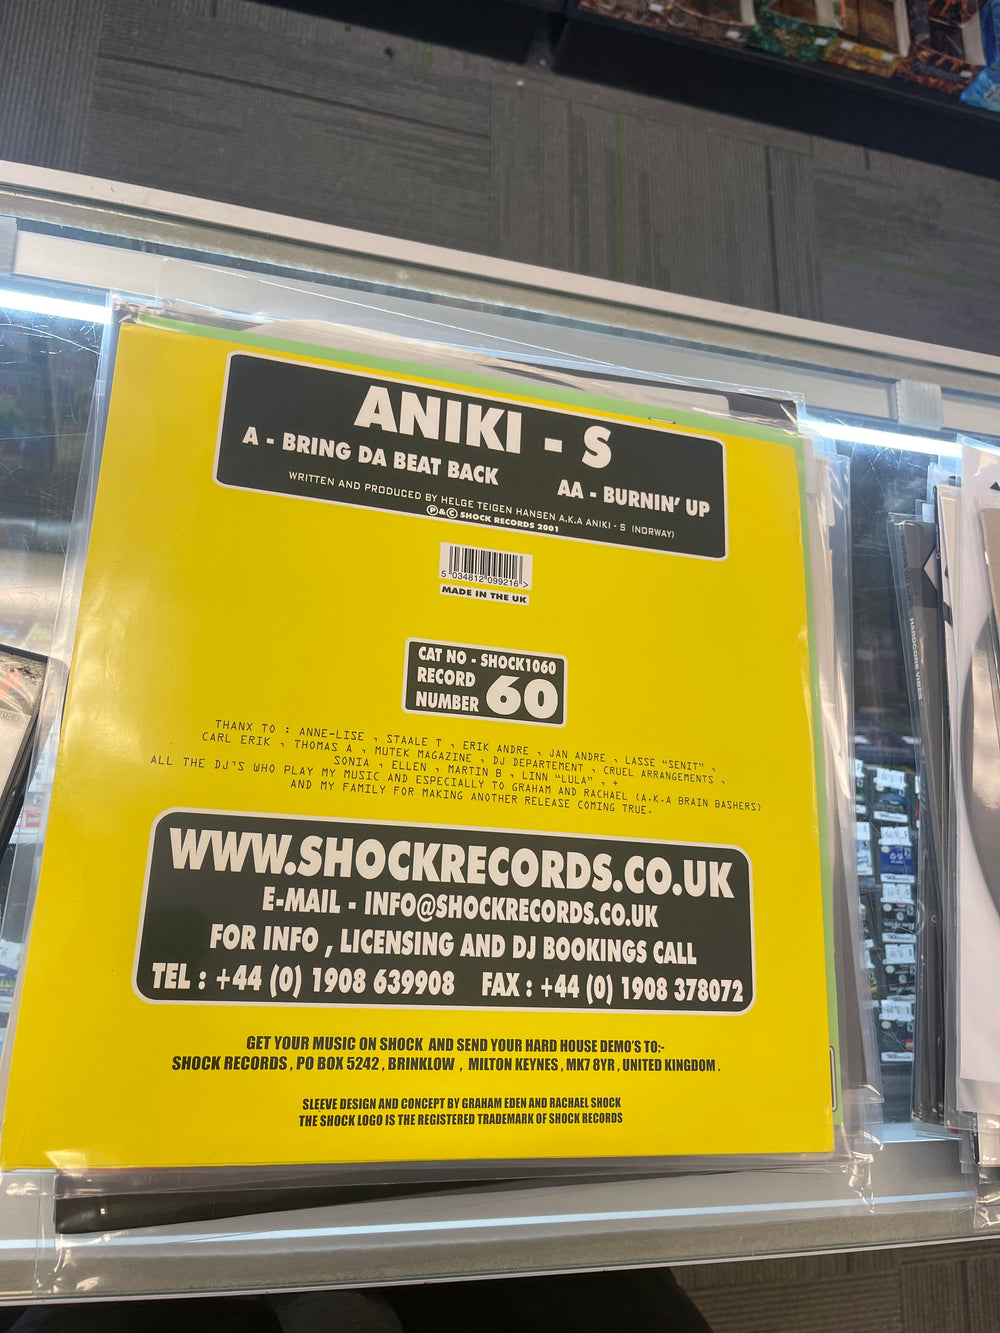 ANIKI - S
A - BRING DA BEAT BACK
AA - BURNIN' UP
WRITTEN AND PRODUCED BY HELGE TEIGEN HANSEN A.K.A ANIKI - S (NORWAY)
Ⓟ&© SHOCK RECORDS 2001
5 034812 099216 >
MADE IN THE UK
CAT NO - SHOCK1060
RECORD NUMBER 60
THANX TO : ANNE-LISE , STAALE T , ERIK ANDRE , JAN ANDRE , LASSE "SENIT" ,
CARL ERIK , THOMAS A , MUTEK MAGAZINE , DJ DEPARTEMENT , CRUEL ARRANGEMENTS ,
SONIA , ELLEN , MARTIN B , LINN "LULA" , +
ALL THE DJ'S WHO PLAY MY MUSIC AND ESPECIALLY TO GRAHAM AND RACHAEL (A.K.A BRAIN BASHERS)
AND MY FAMILY FOR MAKING ANOTHER RELEASE COMING TRUE.
WWW.SHOCKRECORDS.CO.UK
E-MAIL - INFO@SHOCKRECORDS.CO.UK
FOR INFO , LICENSING AND DJ BOOKINGS CALL
TEL : +44 (0) 1908 639908 FAX : +44 (0) 1908 378072
GET YOUR MUSIC ON SHOCK AND SEND YOUR HARD HOUSE DEMO'S TO:-
SHOCK RECORDS , PO BOX 5242 , BRINKLOW , MILTON KEYNES , MK7 8YR , UNITED KINGDOM .
SLEEVE DESIGN AND CONCEPT BY GRAHAM EDEN AND RACHAEL SHOCK
THE SHOCK LOGO IS THE REGISTERED TRADEMARK OF SHOCK RECORDS
HARDCORE VIBES